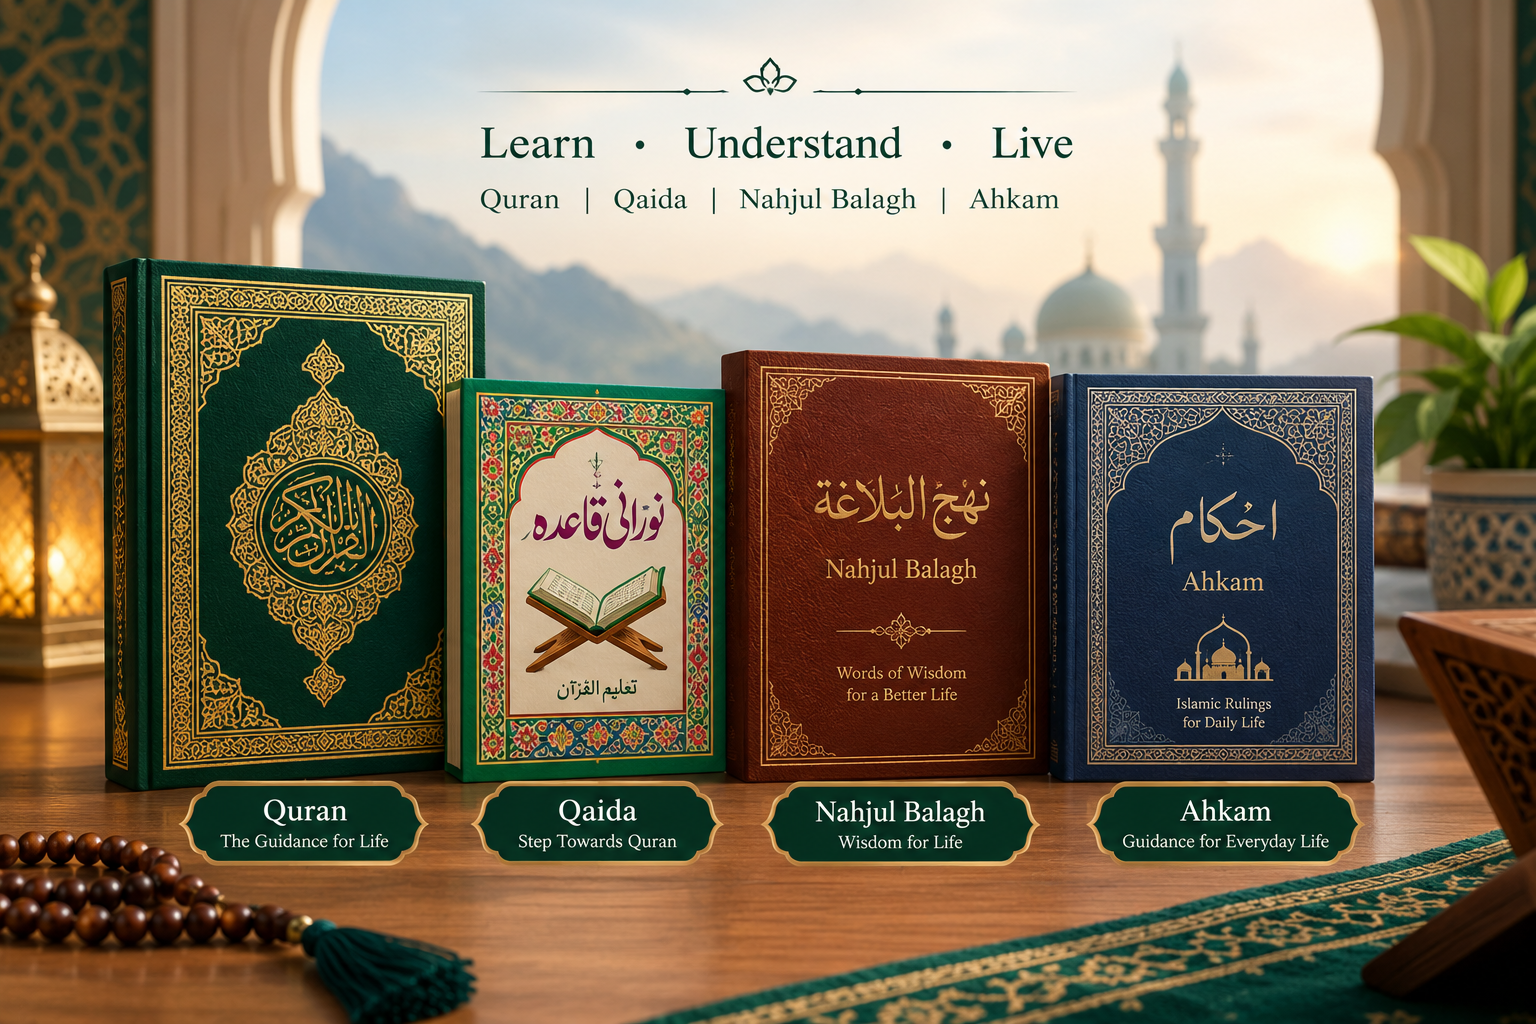 Learn • Understand • Live
Quran | Qaida | Nahjul Balagh | Ahkam
القرآن الكريم
نورانی قاعدہ
تعليم القرآن
نهج البلاغة
Nahjul Balagh
Words of Wisdom
for a Better Life
احکام
Ahkam
Islamic Rulings
for Daily Life
Quran
The Guidance for Life
Qaida
Step Towards Quran
Nahjul Balagh
Wisdom for Life
Ahkam
Guidance for Everyday Life